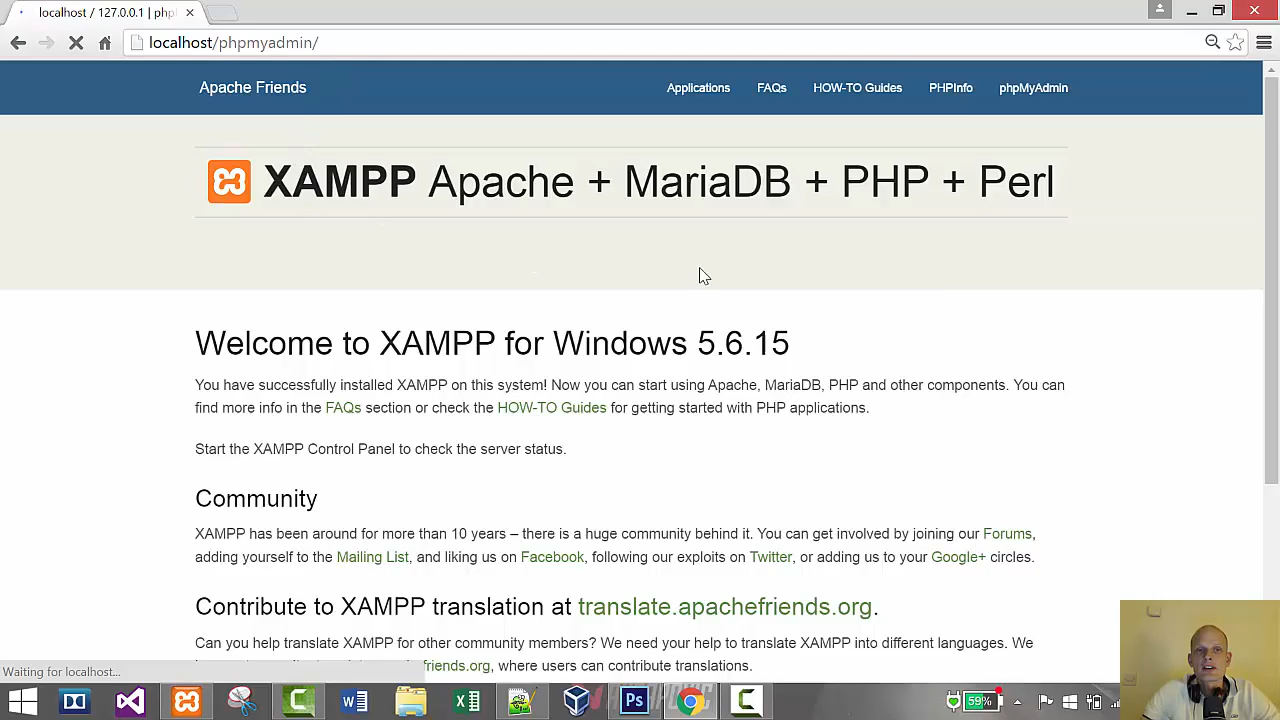 localhost / 127.0.0.1 | php
localhost/phpmyadmin/
Apache Friends
Applications FAQs HOW-TO Guides PHPInfo phpMyAdmin
XAMPP Apache + MariaDB + PHP + Perl
Welcome to XAMPP for Windows 5.6.15
You have successfully installed XAMPP on this system! Now you can start using Apache, MariaDB, PHP and other components. You can
find more info in the FAQs section or check the HOW-TO Guides for getting started with PHP applications.
Start the XAMPP Control Panel to check the server status.
Community
XAMPP has been around for more than 10 years – there is a huge community behind it. You can get involved by joining our Forums,
adding yourself to the Mailing List, and liking us on Facebook, following our exploits on Twitter, or adding us to your Google+ circles.
Contribute to XAMPP translation at translate.apachefriends.org.
Can you help translate XAMPP for other community members? We need your help to translate XAMPP into different languages. We
friends.org, where users can contribute translations.
Waiting for localhost...
59%